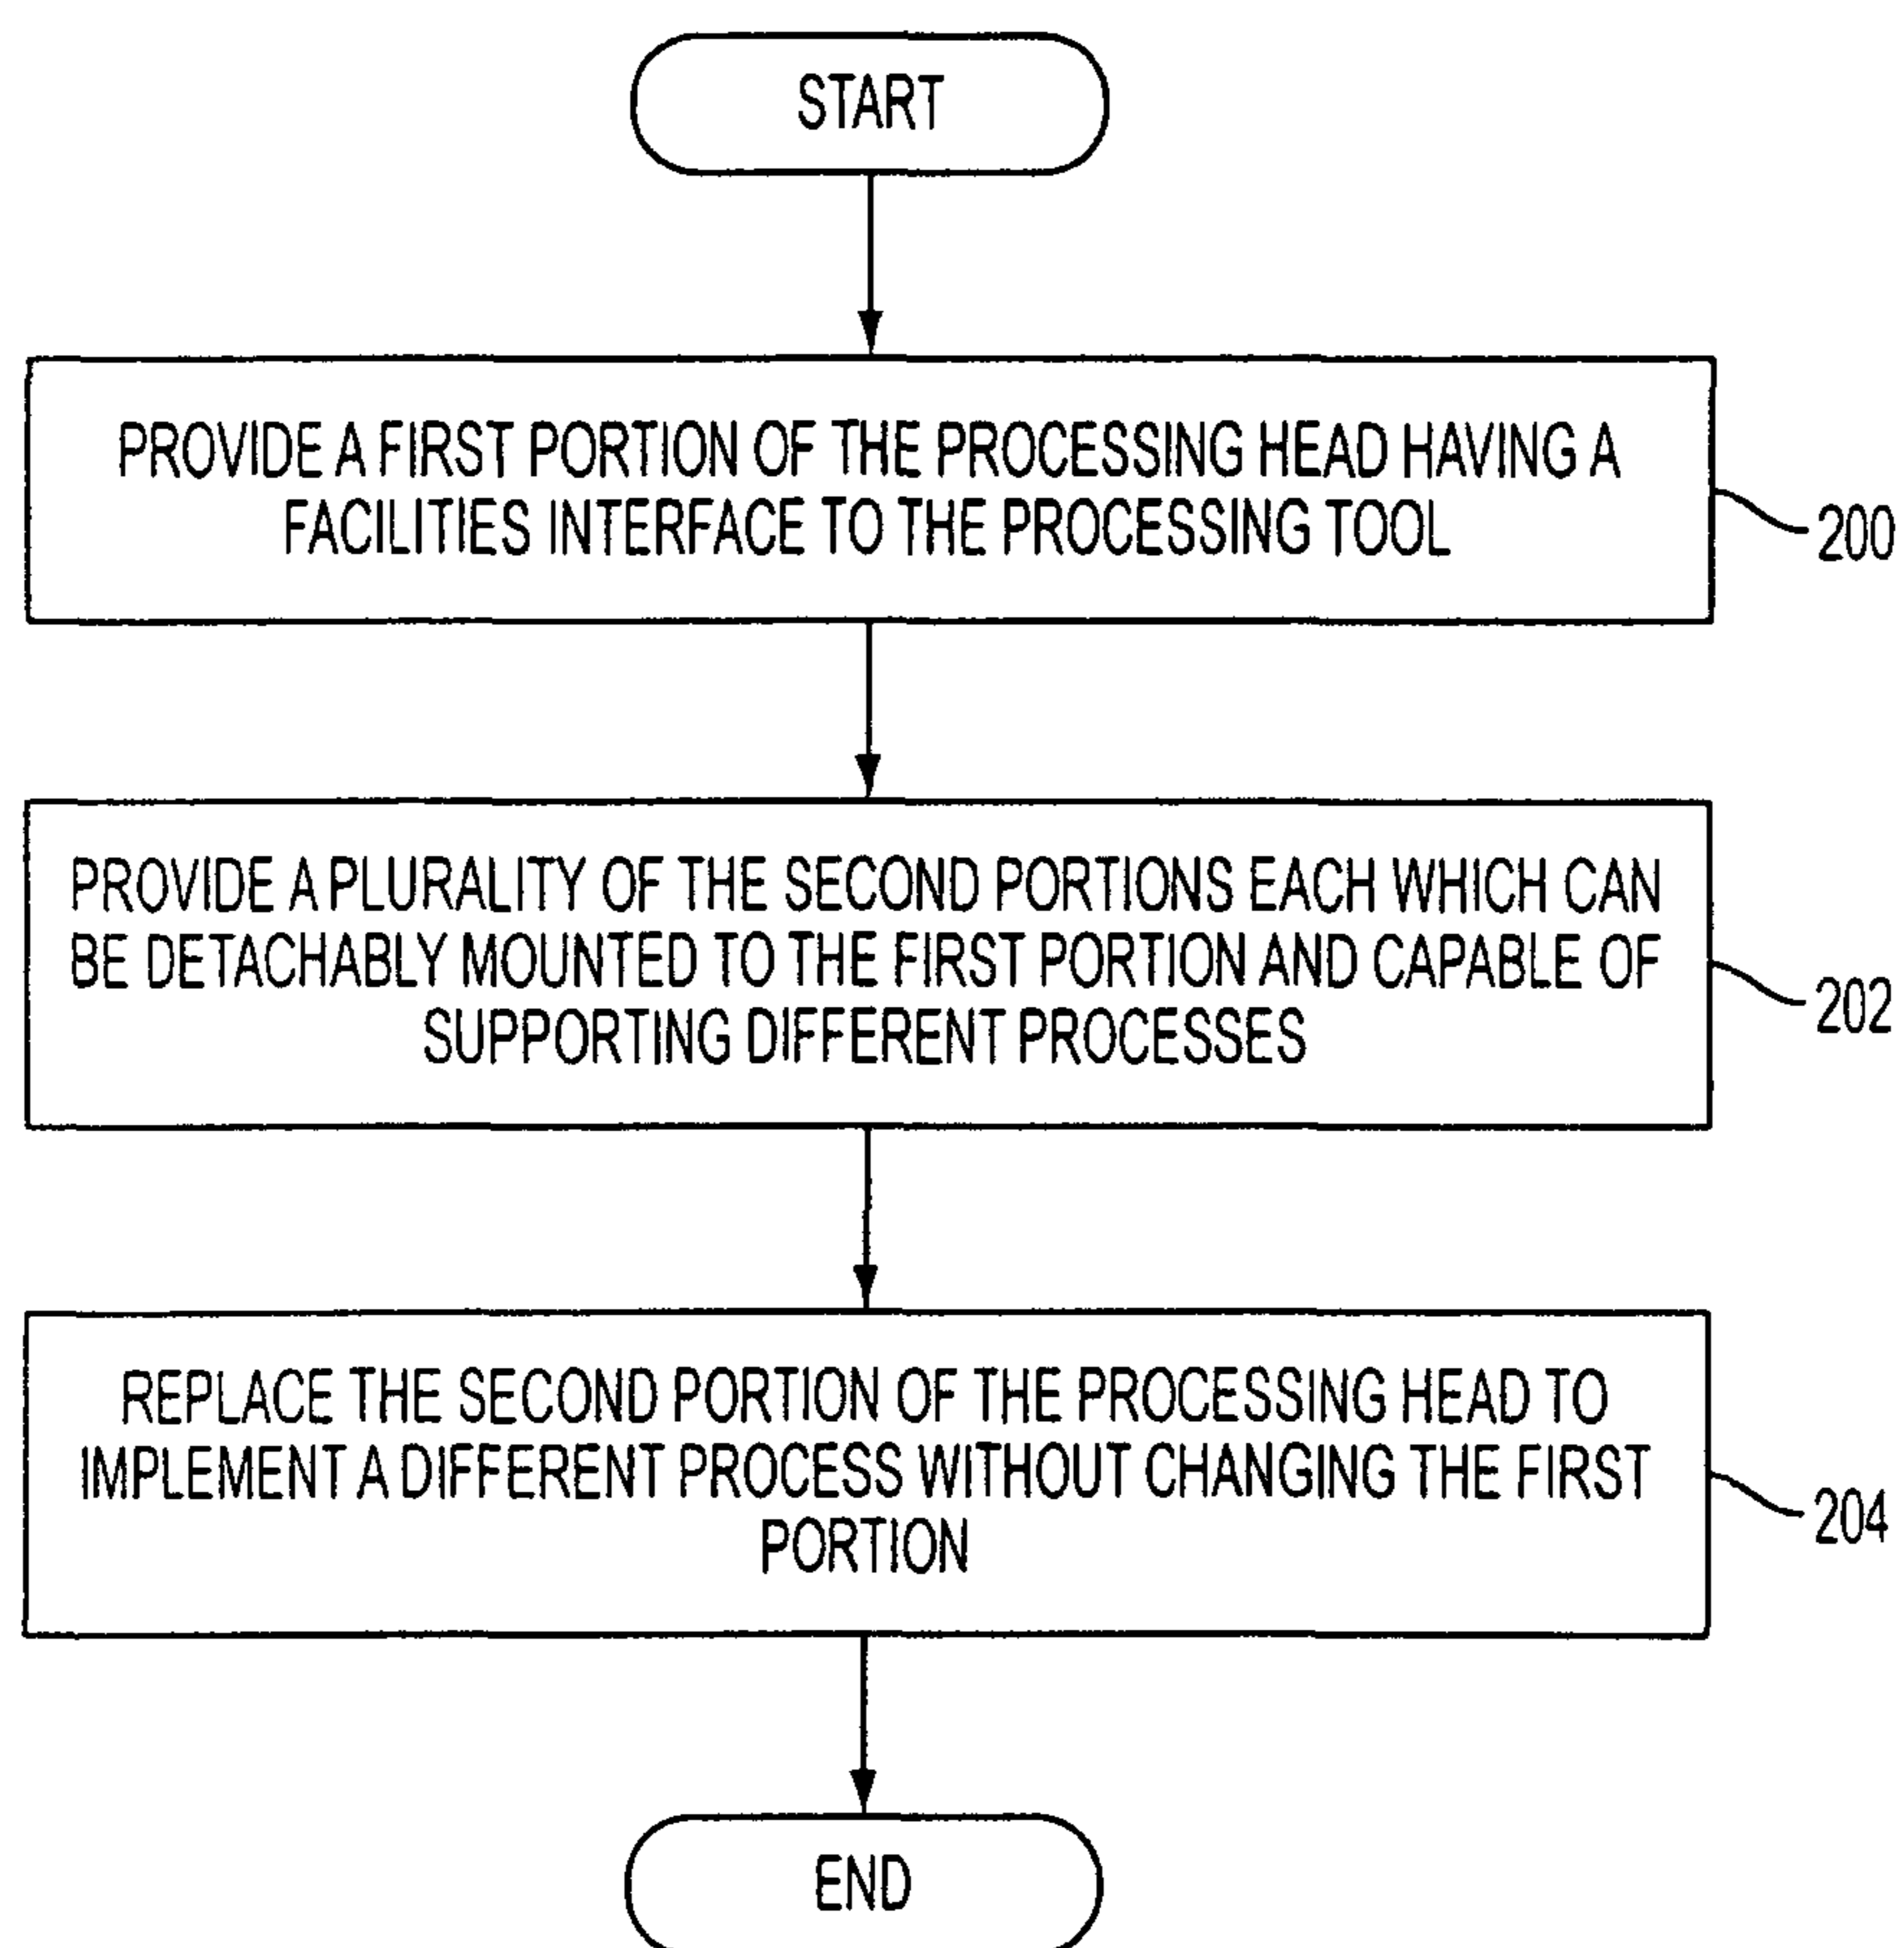 START
PROVIDE A FIRST PORTION OF THE PROCESSING HEAD HAVING A
FACILITIES INTERFACE TO THE PROCESSING TOOL
200
PROVIDE A PLURALITY OF THE SECOND PORTIONS EACH WHICH CAN
BE DETACHABLY MOUNTED TO THE FIRST PORTION AND CAPABLE OF
SUPPORTING DIFFERENT PROCESSES
202
REPLACE THE SECOND PORTION OF THE PROCESSING HEAD TO
IMPLEMENT A DIFFERENT PROCESS WITHOUT CHANGING THE FIRST
PORTION
204
END